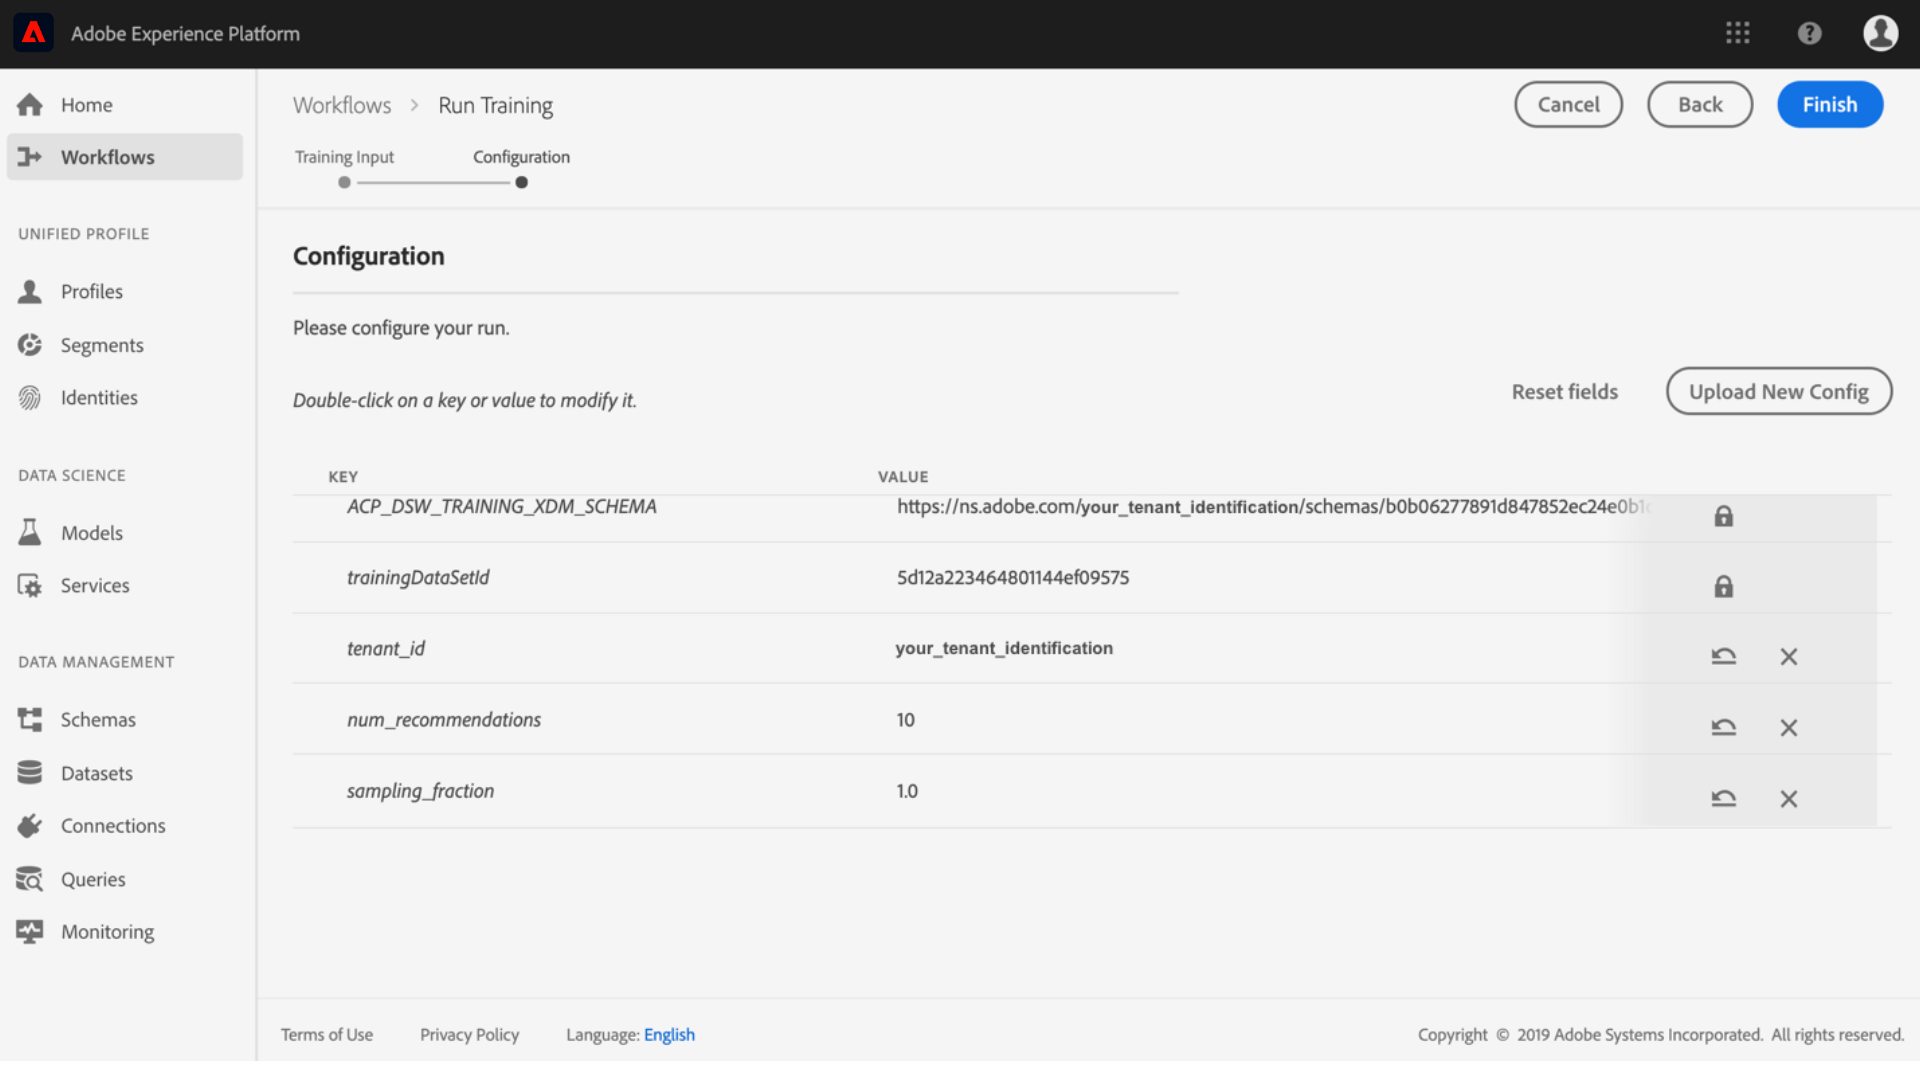 Adobe Experience Platform
Home
Workflows
UNIFIED PROFILE
Profiles
Segments
Identities
DATA SCIENCE
Models
Services
DATA MANAGEMENT
Schemas
Datasets
Connections
Queries
Monitoring
Workflows > Run Training
Cancel
Back
Finish
Training Input
Configuration
Configuration
Please configure your run.
Double-click on a key or value to modify it.
Reset fields
Upload New Config
KEY VALUE
ACP_DSW_TRAINING_XDM_SCHEMA https://ns.adobe.com/your_tenant_identification/schemas/b0b06277891d847852ec24e0b1
trainingDataSetId 5d12a223464801144ef09575
tenant_id your_tenant_identification
num_recommendations 10
sampling_fraction 1.0
Terms of Use
Privacy Policy
Language: English
Copyright © 2019 Adobe Systems Incorporated. All rights reserved.